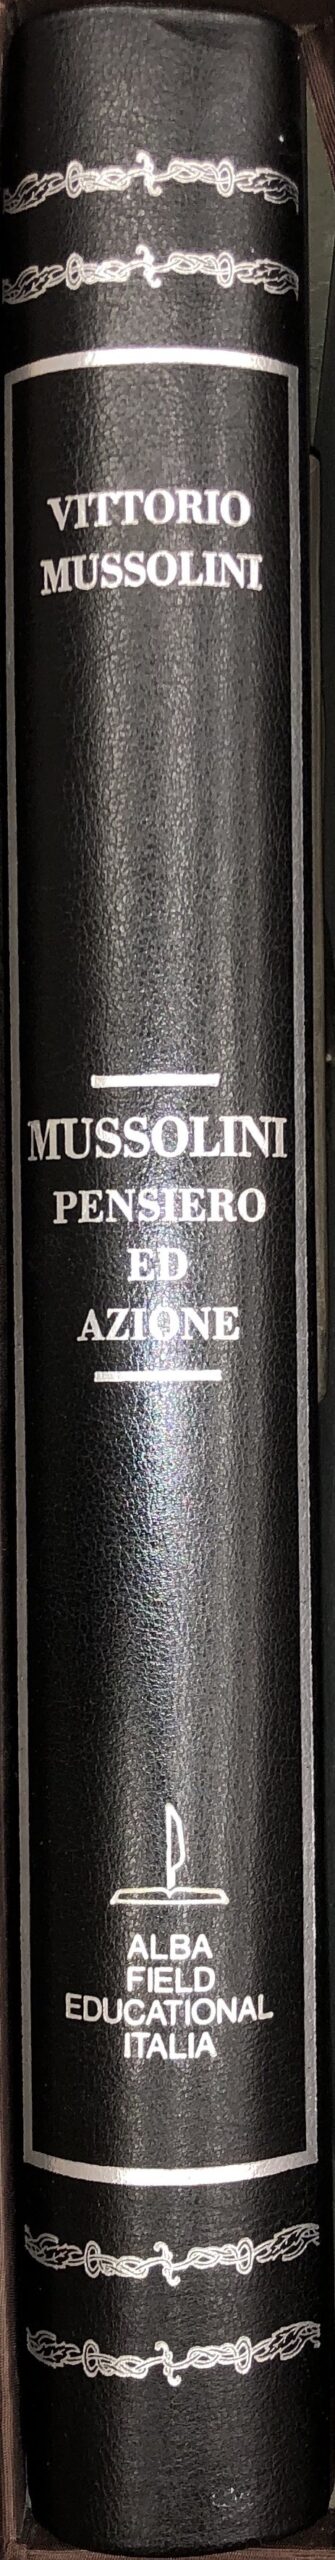 VITTORIO
MUSSOLINI
MUSSOLINI
PENSIERO
ED
AZIONE
ALBA
FIELD
EDUCATIONAL
ITALIA